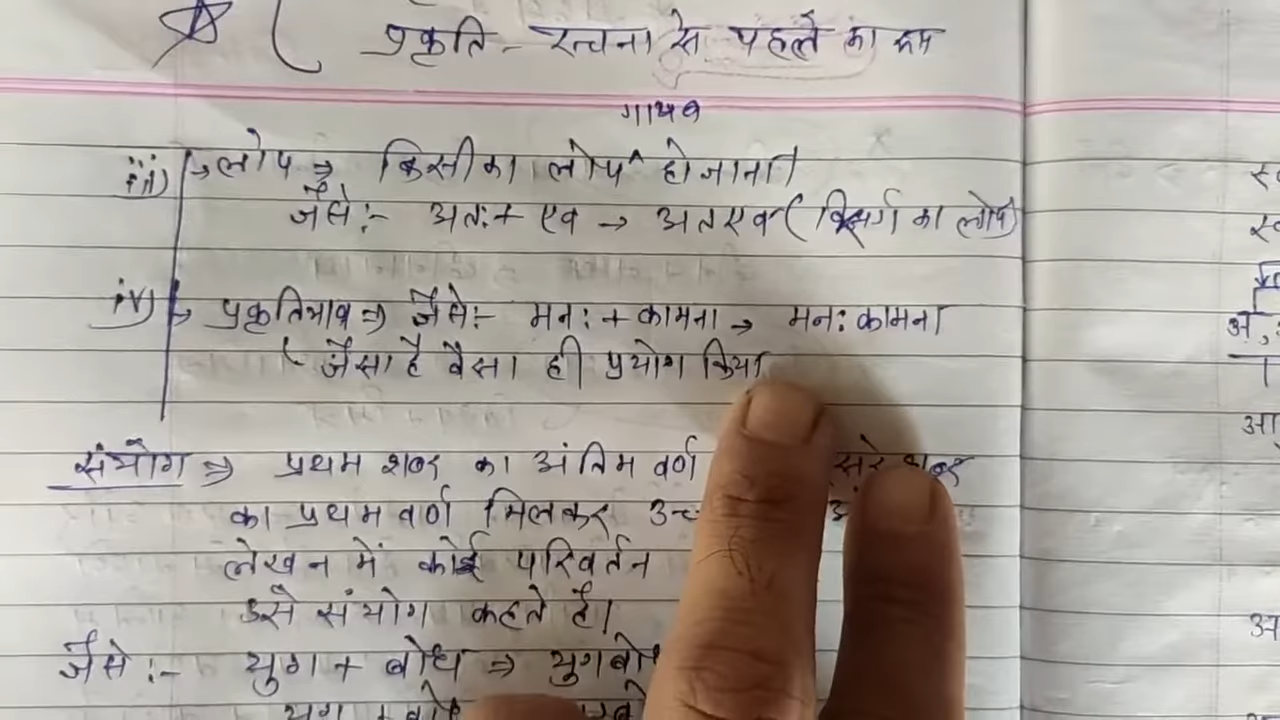 प्रकृति - रचना से पहले का रूप
गायब
iii) → लोप ⇒ किसी का लोप ^ हो जाना।
जैसे:- अत: + एव → अतएव ( विसर्ग का लोप)
iv) → प्रकृतिभाव ⇒ जैसे:- मन: + कामना → मन:कामना
( जैसा है वैसा ही प्रयोग किया
संयोग ⇒ प्रथम शब्द का अंतिम वर्ण शब्द
का प्रथम वर्ण मिलकर
लेखन में कोई परिवर्तन
उसे संयोग कहते है।
जैसे :- युग + बोध ⇒ युगबोध